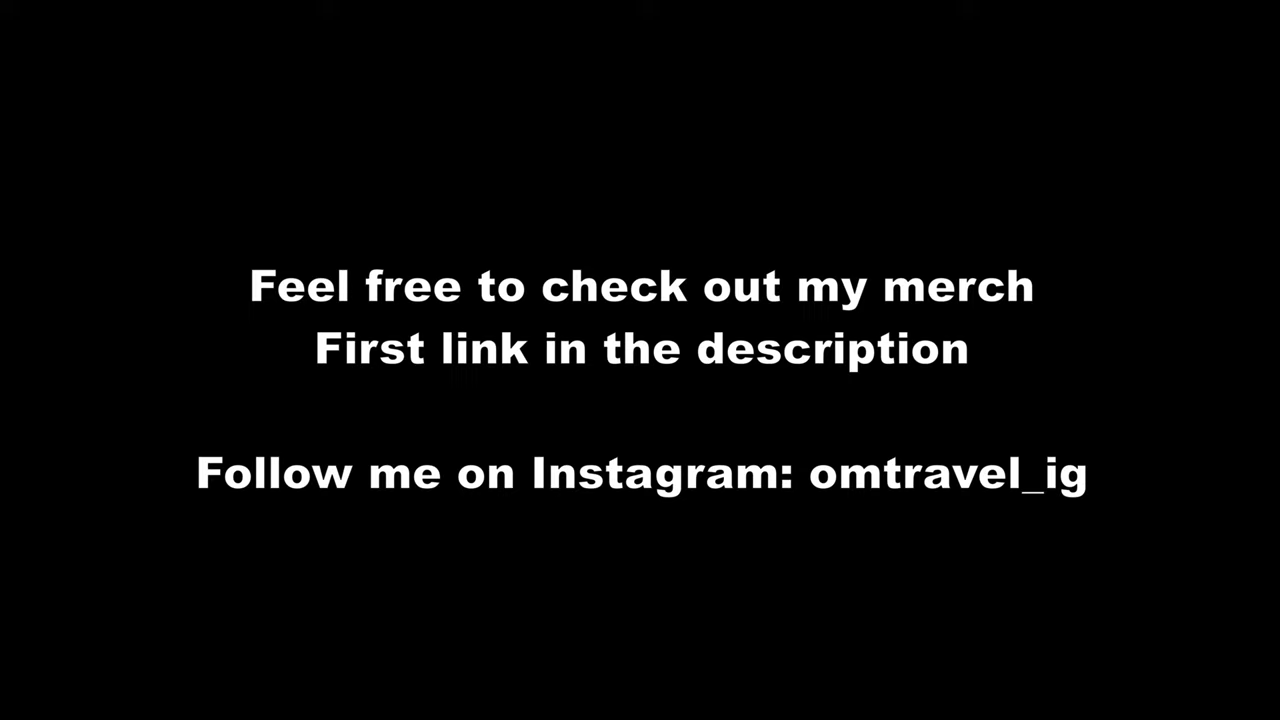 Feel free to check out my merch
First link in the description
Follow me on Instagram: omtravel_ig